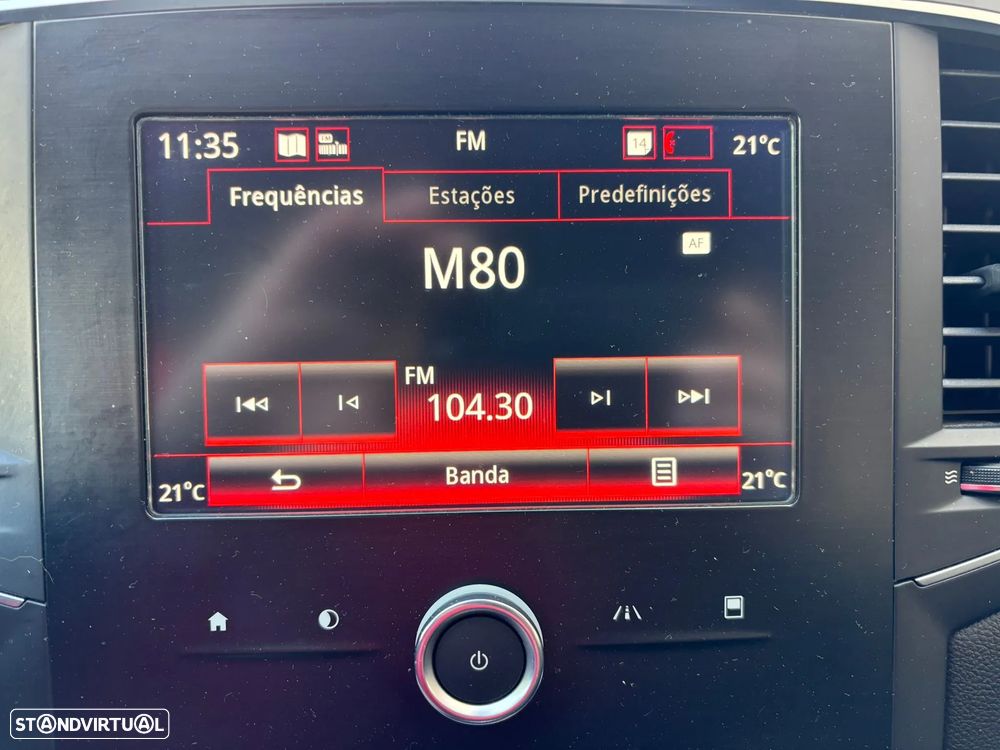 11:35 FM 14 21°C
Frequências Estações Predefinições
M80 AF
FM
104.30
21°C Banda 21°C
STANDVIRTUAL